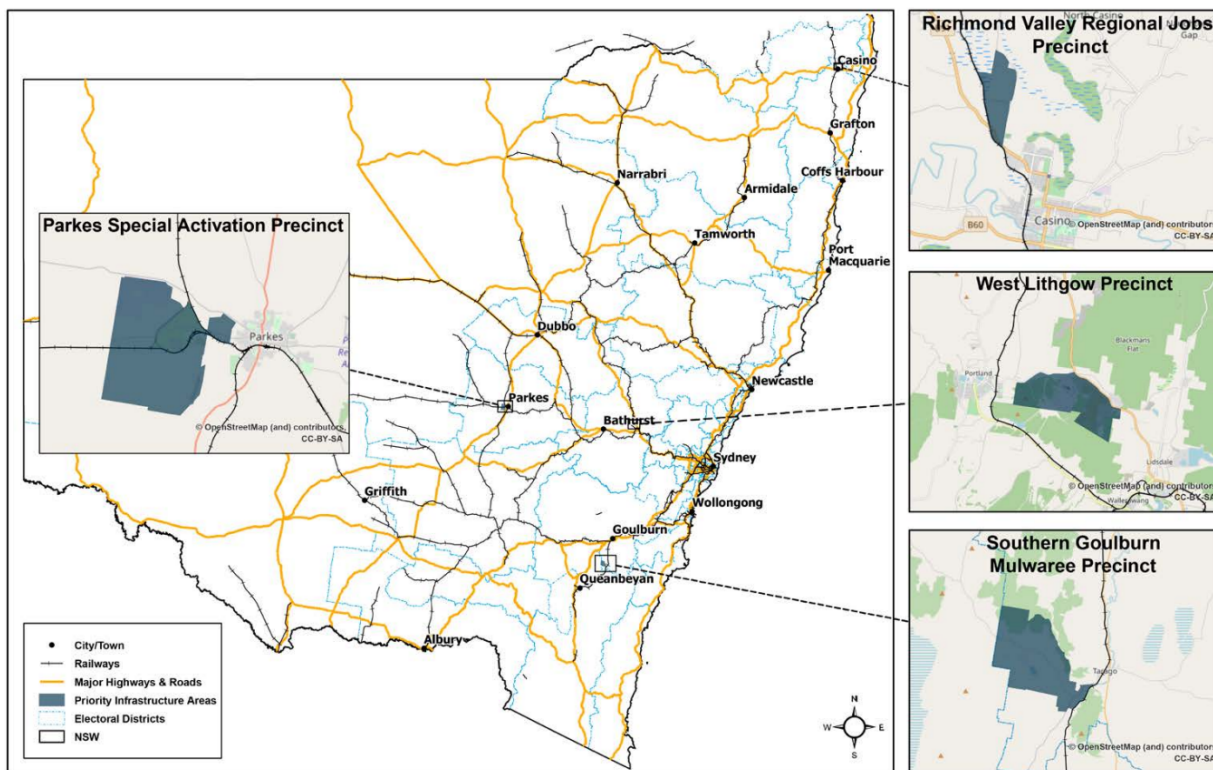 Casino
Grafton
Coffs Harbour
Narrabri
Armidale
Tamworth
Port
Macquarie
Dubbo
Newcastle
Parkes
Bathurst
Sydney
Griffith
Wollongong
Goulburn
Queanbeyan
Albury
Parkes Special Activation Precinct
Parkes
© OpenStreetMap (and) contributors,
CC-BY-SA
City/Town
Railways
Major Highways & Roads
Priority Infrastructure Areas
Electoral Districts
NSW
N
W
E
S
Richmond Valley Regional Jobs
Precinct
North Casino
Gap
Casino
B60
© OpenStreetMap (and) contributors
CC-BY-SA
West Lithgow Precinct
Blackmans
Flat
Portland
Lidsdale
Wallerawang
© OpenStreetMap (and) contributors
CC-BY-SA
Southern Goulburn
Mulwaree Precinct
Tarago
© OpenStreetMap (and) contributors
CC-BY-SA